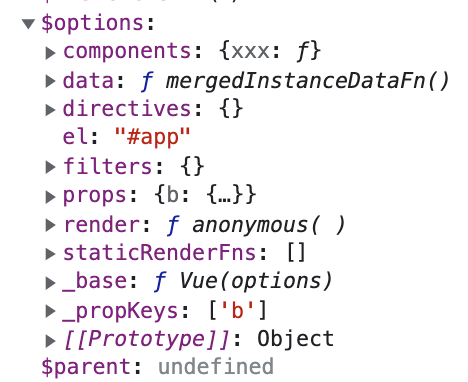 $options:
components: {xxx: ƒ}
data: ƒ mergedInstanceDataFn()
directives: {}
el: "#app"
filters: {}
props: {b: {…}}
render: ƒ anonymous( )
staticRenderFns: []
_base: ƒ Vue(options)
_propKeys: ['b']
[[Prototype]]: Object
$parent: undefined